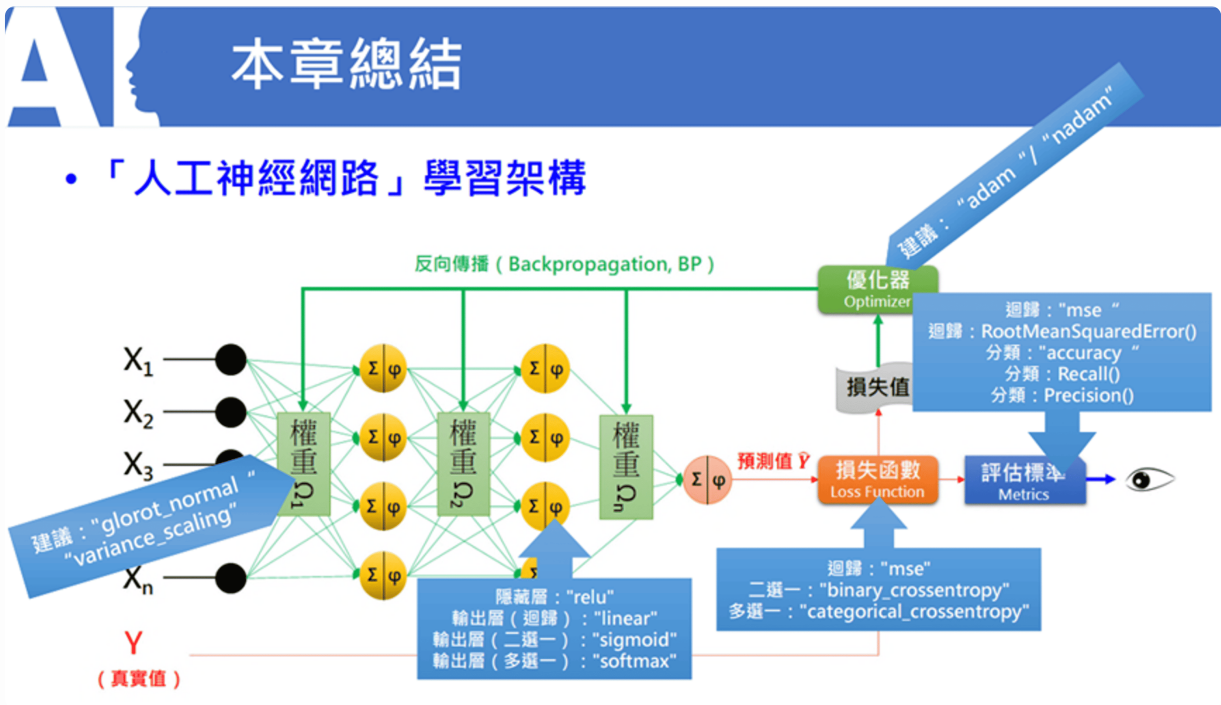 AI
本章總結
•「人工神經網路」學習架構
建議："adam "/ "nadam"
反向傳播（Backpropagation, BP）
優化器
Optimizer
迴歸："mse "
迴歸：RootMeanSquaredError()
分類："accuracy "
分類：Recall()
分類：Precision()
損失值
X1
X2
X3
Xn
Σ φ
Σ φ
Σ φ
Σ φ
Σ φ
Σ φ
Σ φ
Σ
Σ φ
權重 Ω1
權重 Ω2
權重 Ωn
預測值 Ŷ
損失函數
Loss Function
評估標準
Metrics
建議："glorot_normal "
"variance_scaling"
隱藏層："relu"
輸出層（迴歸）："linear"
輸出層（二選一）："sigmoid"
輸出層（多選一）："softmax"
迴歸："mse"
二選一："binary_crossentropy"
多選一："categorical_crossentropy"
Y
（真實值）